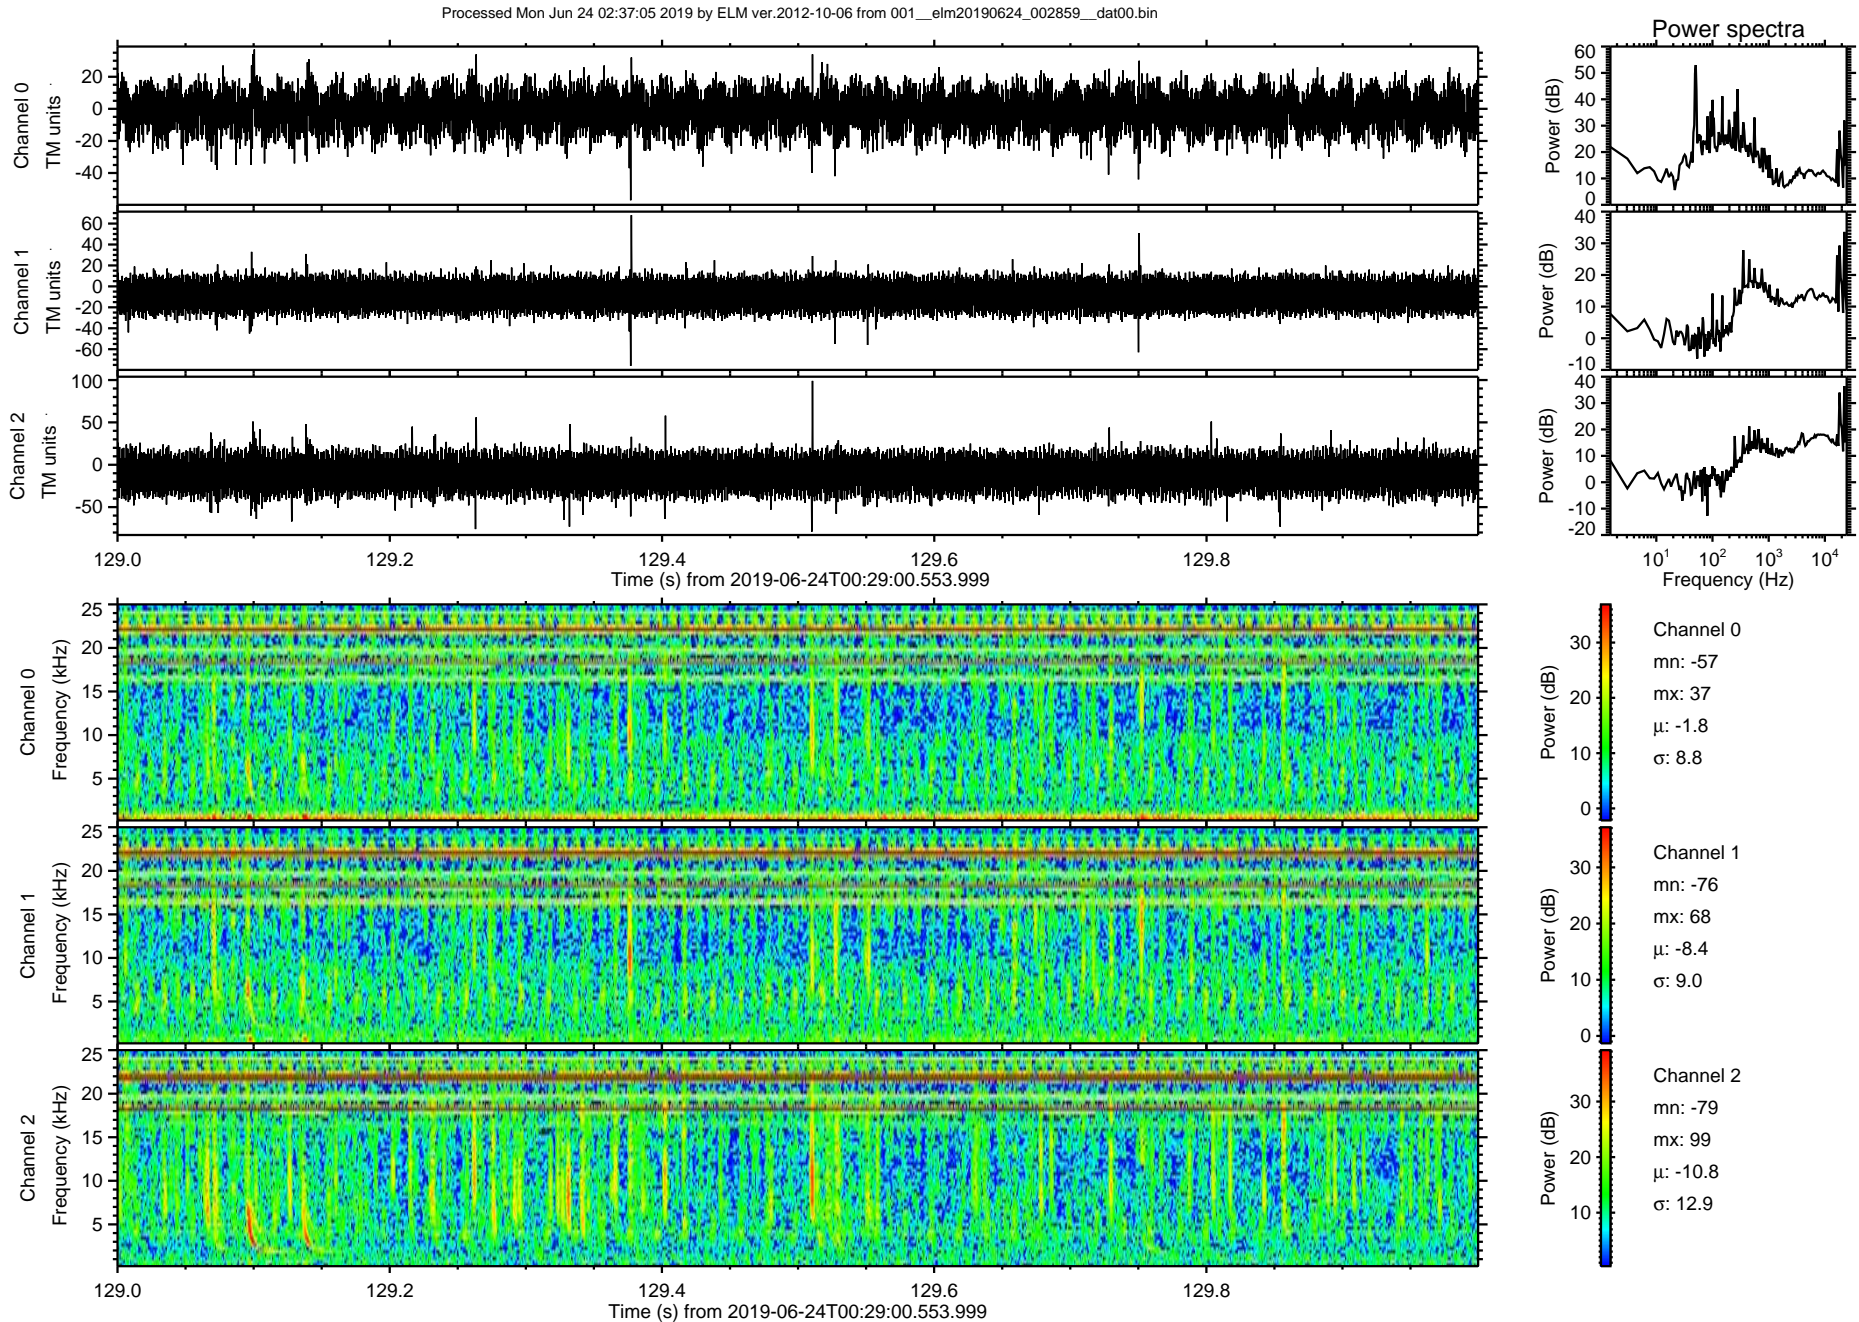 Processed Mon Jun 24 02:37:05 2019 by ELM ver.2012-10-06 from 001__elm20190624_002859__dat00.bin
Power spectra
Channel 0
TM units
20
0
-20
-40
Power (dB)
60
50
40
30
20
10
0
Channel 1
TM units
60
40
20
0
-20
-40
-60
Power (dB)
40
30
20
10
0
-10
Channel 2
TM units
100
50
0
-50
Power (dB)
40
30
20
10
0
-10
-20
129.0 129.2 129.4 129.6 129.8
Time (s) from 2019-06-24T00:29:00.553.999
10^1 10^2 10^3 10^4
Frequency (Hz)
Channel 0
Frequency (kHz)
25
20
15
10
5
Power (dB)
30
20
10
0
Channel 0
mn: -57
mx: 37
μ: -1.8
σ: 8.8
Channel 1
Frequency (kHz)
25
20
15
10
5
Power (dB)
30
20
10
0
Channel 1
mn: -76
mx: 68
μ: -8.4
σ: 9.0
Channel 2
Frequency (kHz)
25
20
15
10
5
Power (dB)
30
20
10
Channel 2
mn: -79
mx: 99
μ: -10.8
σ: 12.9
129.0 129.2 129.4 129.6 129.8
Time (s) from 2019-06-24T00:29:00.553.999